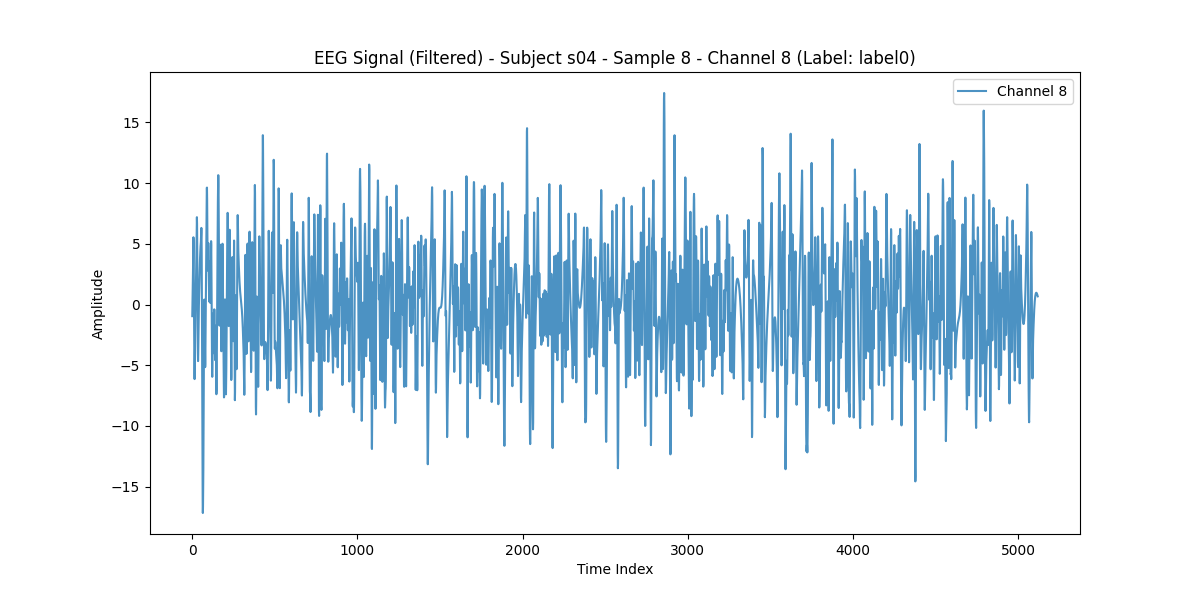 EEG Signal (Filtered) - Subject s04 - Sample 8 - Channel 8 (Label: label0)
Channel 8
15
10
5
0
−5
−10
−15
Amplitude
0 1000 2000 3000 4000 5000
Time Index